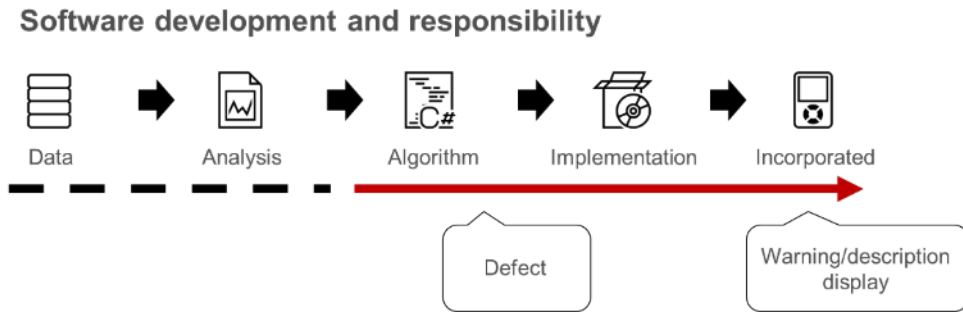 Software development and responsibility
C#
Data
Analysis
Algorithm
Implementation
Incorporated
Defect
Warning/description
display